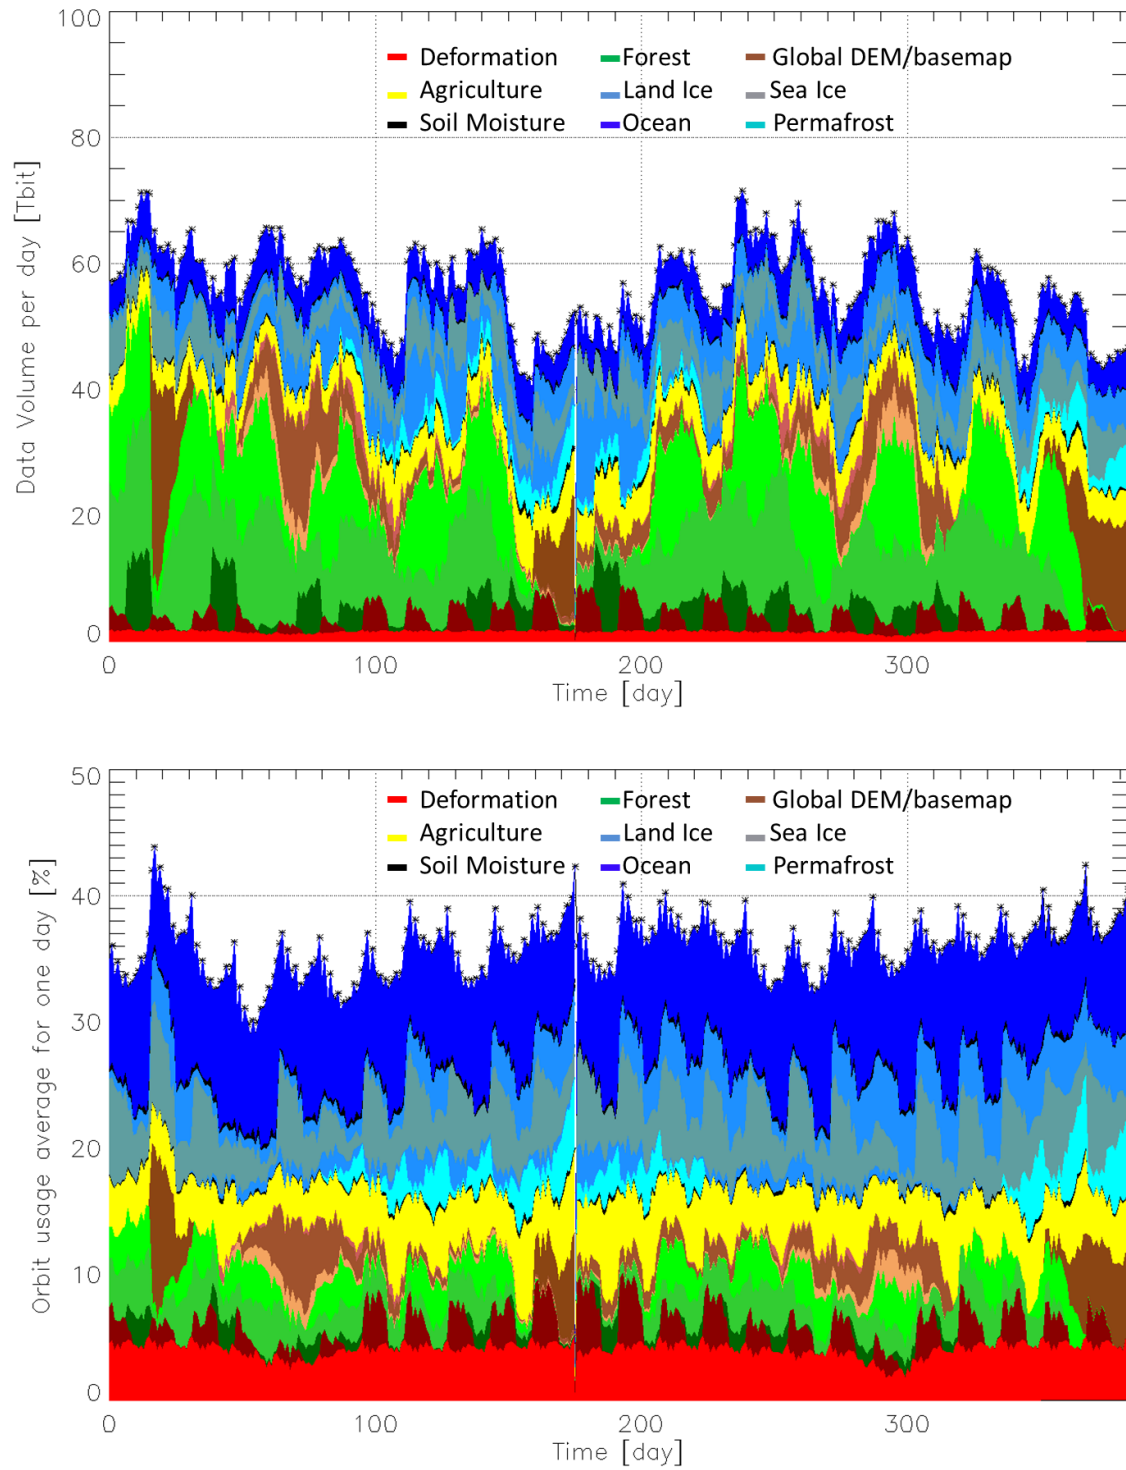 100
Deformation Forest Global DEM/basemap
Agriculture Land Ice Sea Ice
Soil Moisture Ocean Permafrost
80
60
40
20
0
Data Volume per day [Tbit]
0 100 200 300
Time [day]
50
Deformation Forest Global DEM/basemap
Agriculture Land Ice Sea Ice
Soil Moisture Ocean Permafrost
40
30
20
10
0
Orbit usage average for one day [%]
0 100 200 300
Time [day]